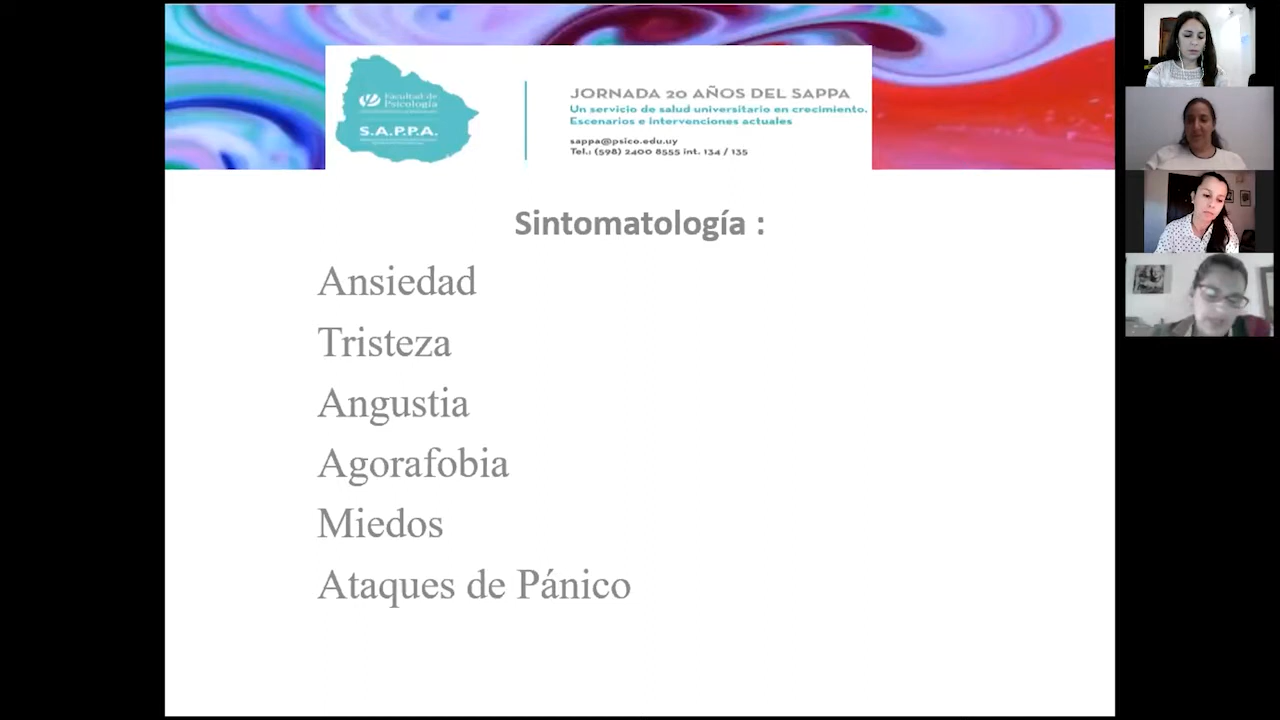 Facultad de
Psicología
S.A.P.P.A.
JORNADA 20 AÑOS DEL SAPPA
Un servicio de salud universitario en crecimiento.
Escenarios e intervenciones actuales
sappa@psico.edu.uy
Tel.: (598) 2400 8555 int. 134 / 135
Sintomatología :
Ansiedad
Tristeza
Angustia
Agorafobia
Miedos
Ataques de Pánico